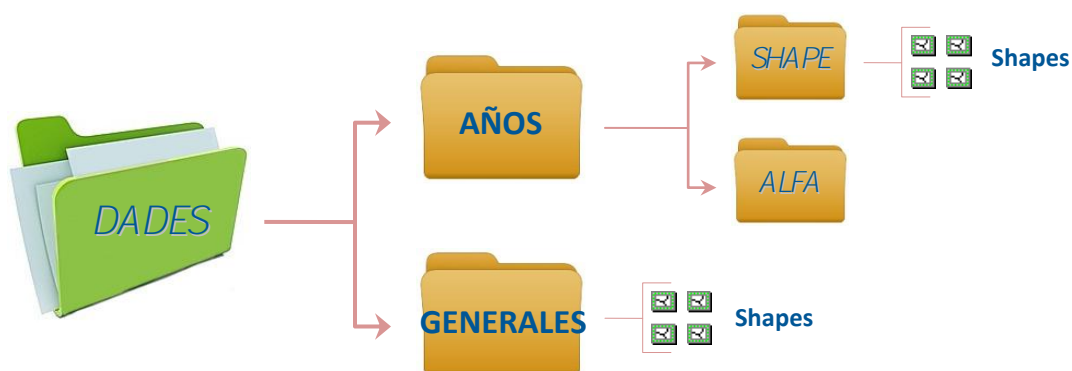 SHAPE
Shapes
AÑOS
ALFA
DADES
GENERALES
Shapes